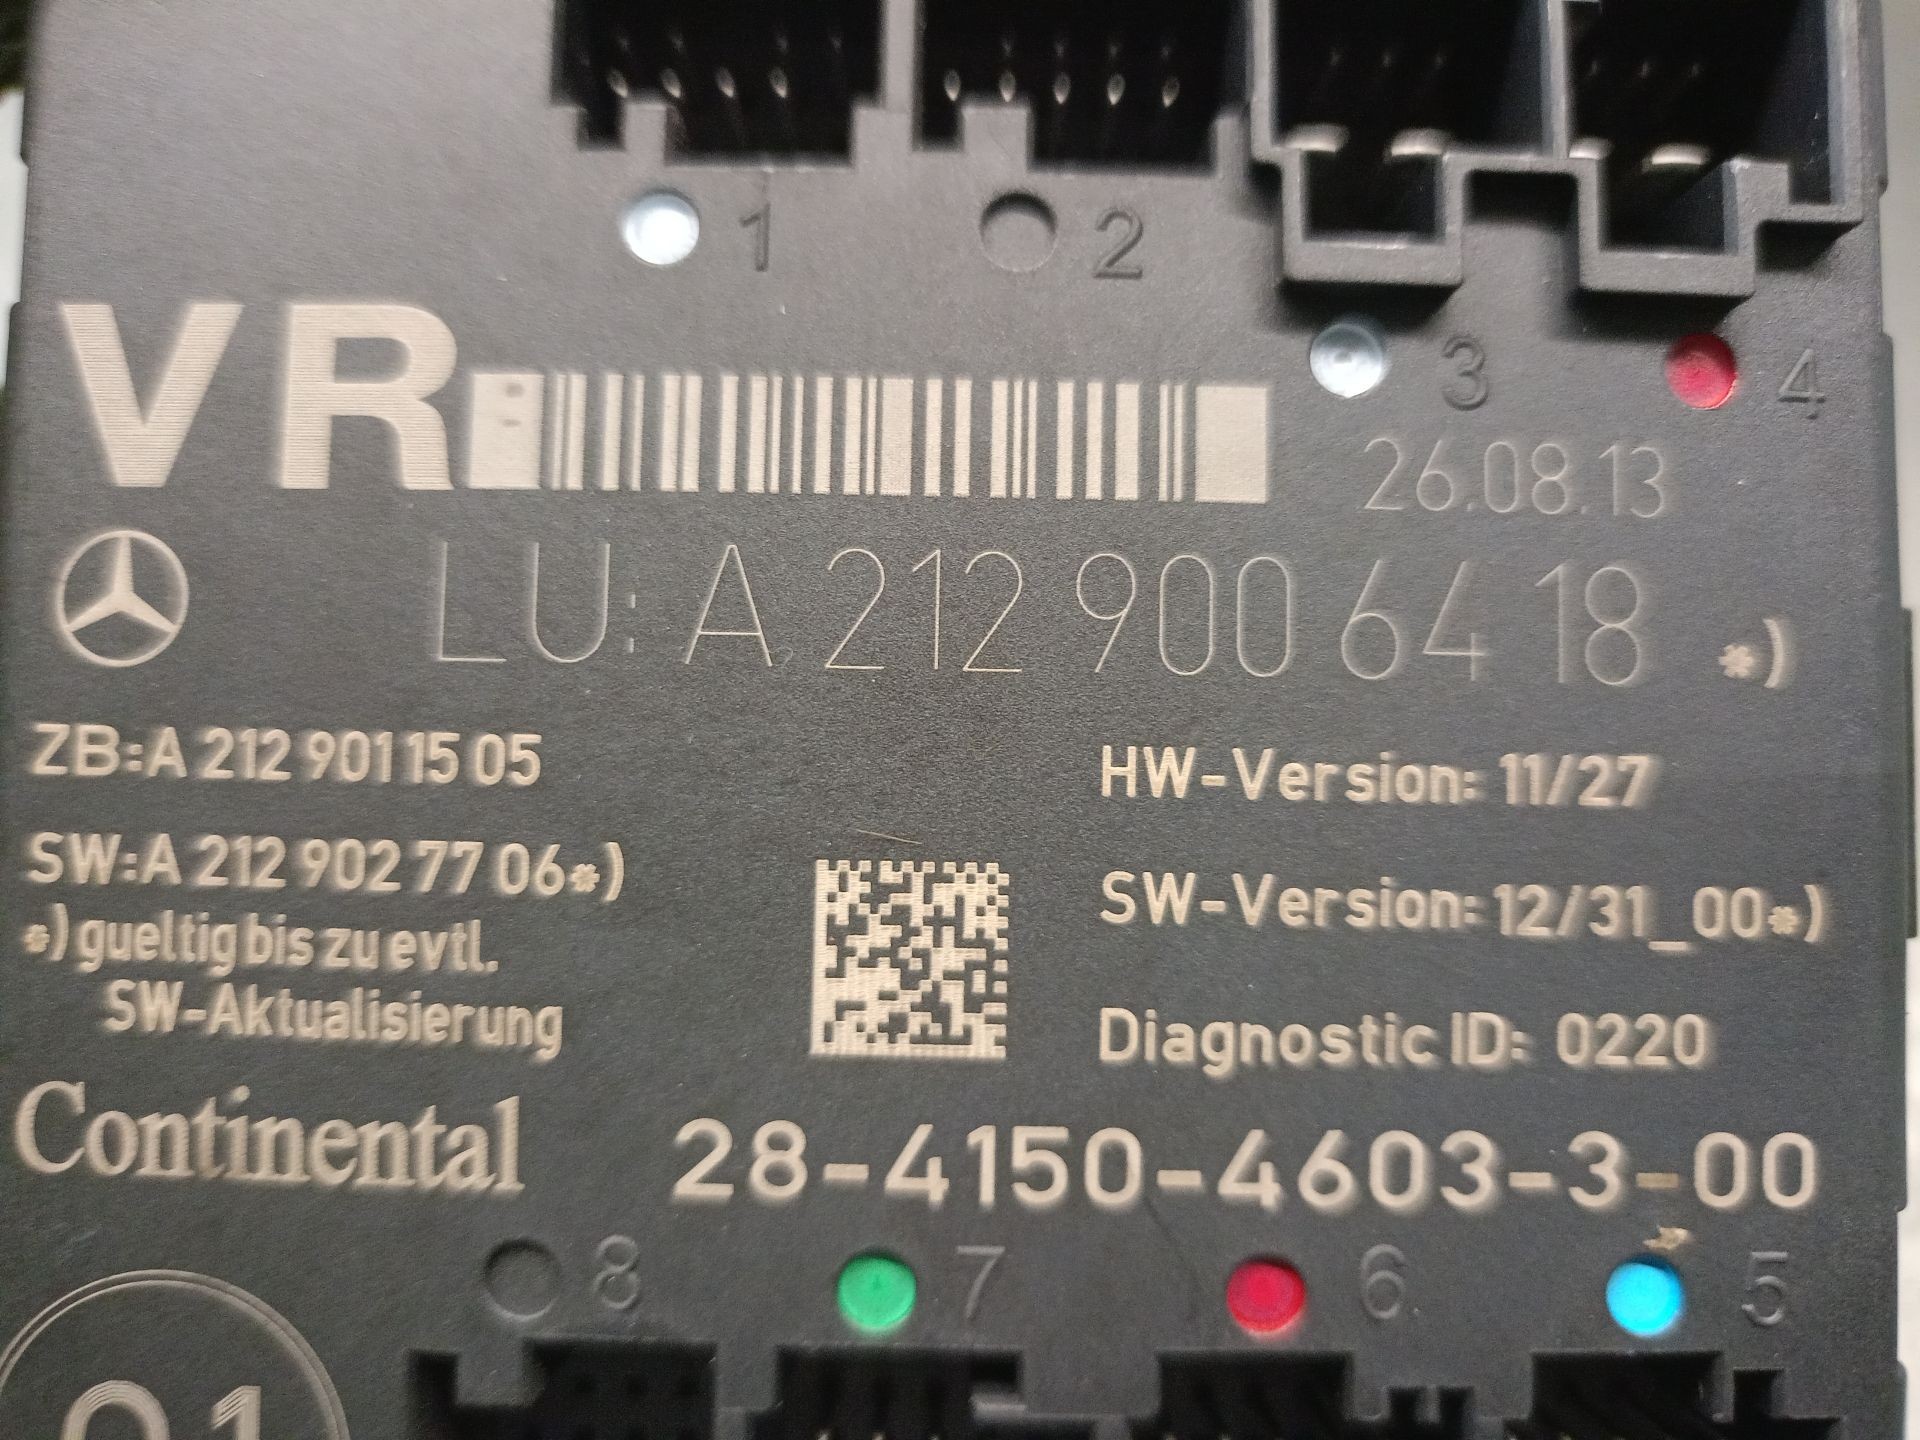 1
2
3
4
VR
26.08.13
LU: A 212 900 64 18 *)
ZB:A 212 901 15 05
HW-Version: 11/27
SW:A 212 902 77 06*)
SW-Version: 12/31_00*)
*) gueltig bis zu evtl.
SW-Aktualisierung
Diagnostic ID: 0220
Continental
28-4150-4603-3-00
8
7
6
5
01